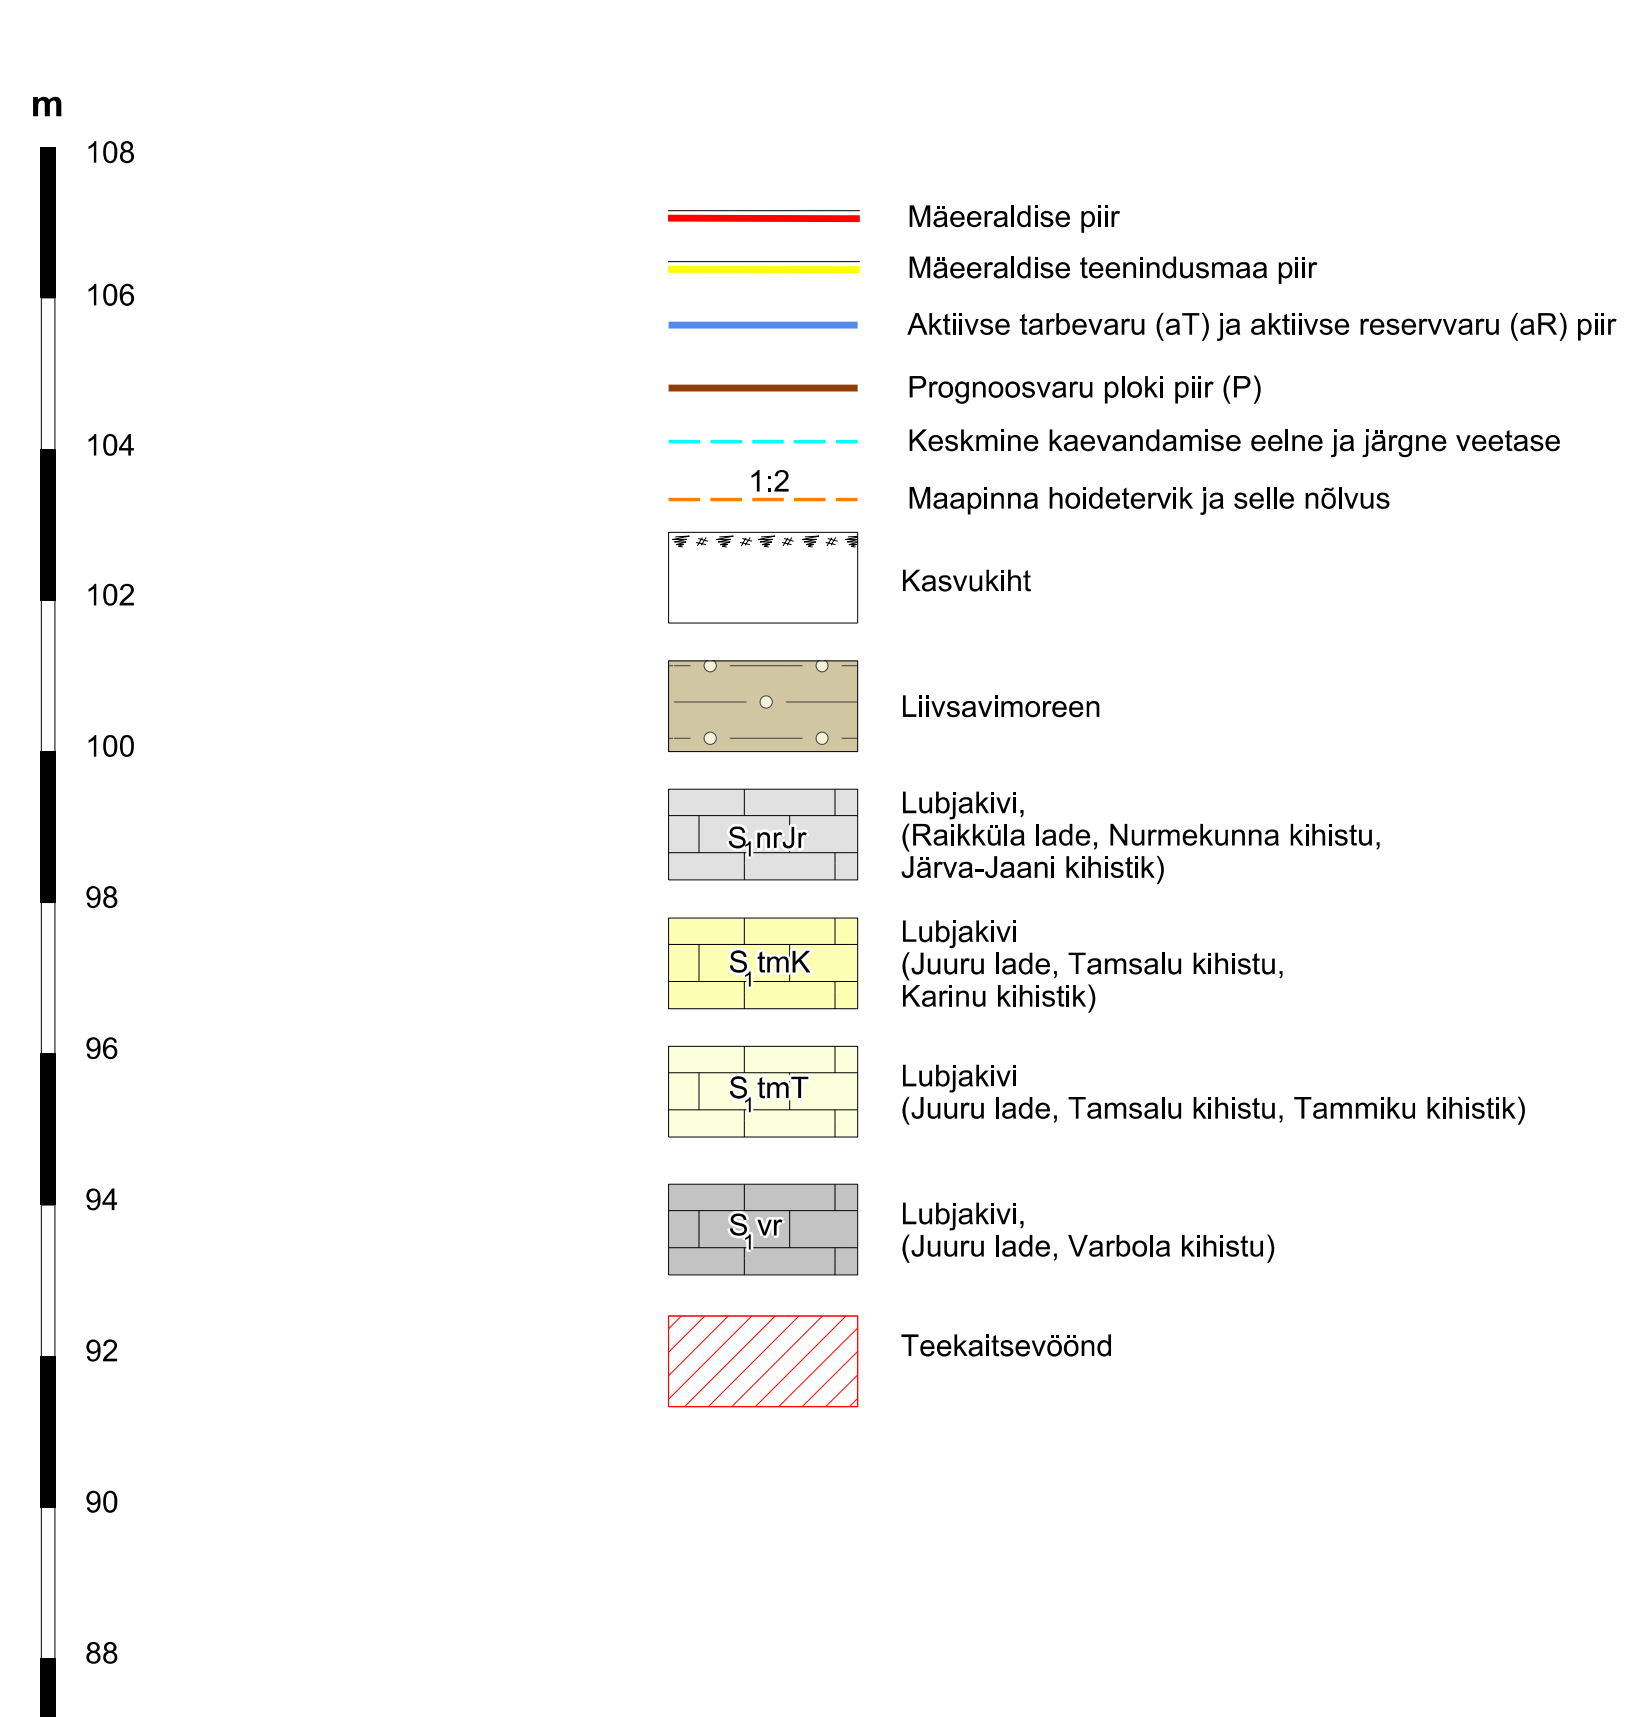 m
108
106
104
102
100
98
96
94
92
90
88
Mäeeraldise piir
Mäeeraldise teenindusmaa piir
Aktiivse tarbevaru (aT) ja aktiivse reservvaru (aR) piir
Prognoosvaru ploki piir (P)
Keskmine kaevandamise eelne ja järgne veetase
1:2
Maapinna hoidetervik ja selle nõlvus
Kasvukiht
Liivsavimoreen
S₁nrJr
Lubjakivi,
(Raikküla lade, Nurmekunna kihistu,
Järva-Jaani kihistik)
S₁tmK
Lubjakivi
(Juuru lade, Tamsalu kihistu,
Karinu kihistik)
S₁tmT
Lubjakivi
(Juuru lade, Tamsalu kihistu, Tammiku kihistik)
S₁vr
Lubjakivi,
(Juuru lade, Varbola kihistu)
Teekaitsevöönd